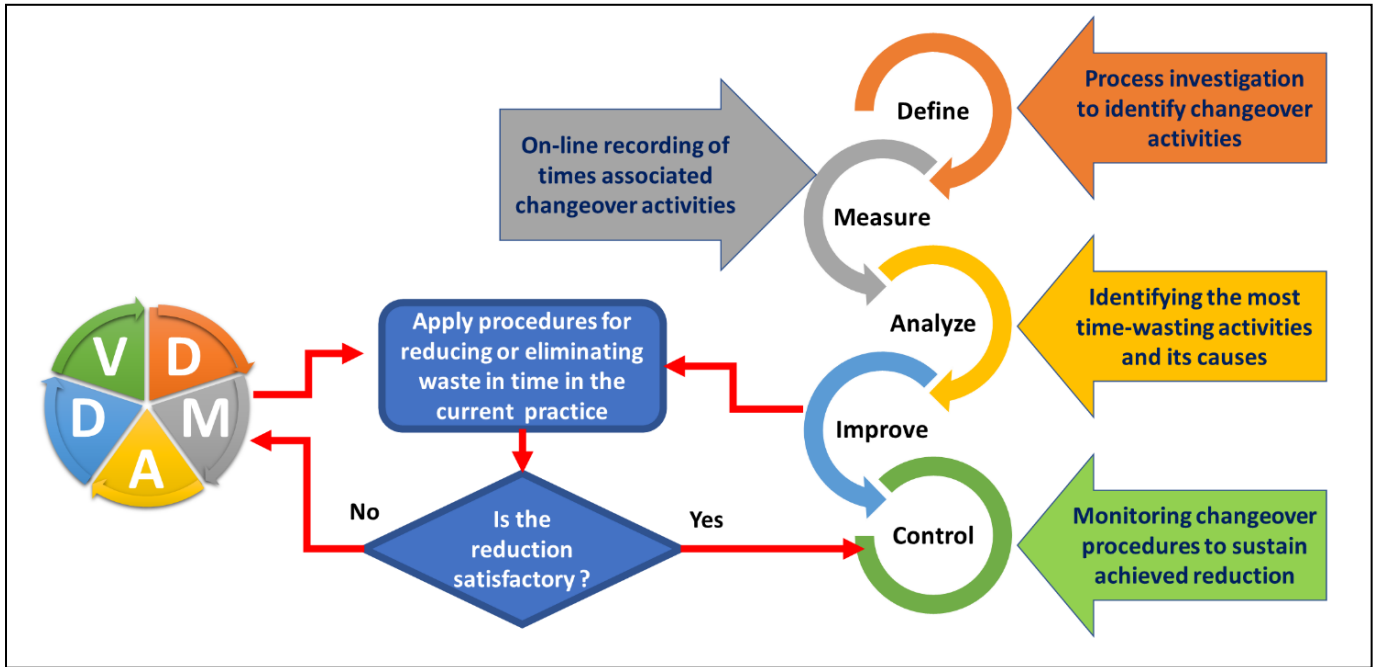 Define
Process investigation
to identify changeover
activities
On-line recording of
times associated
changeover activities
Measure
Analyze
Identifying the most
time-wasting activities
and its causes
V
D
M
A
D
Apply procedures for
reducing or eliminating
waste in time in the
current practice
Improve
No
Is the
reduction
satisfactory ?
Yes
Control
Monitoring changeover
procedures to sustain
achieved reduction